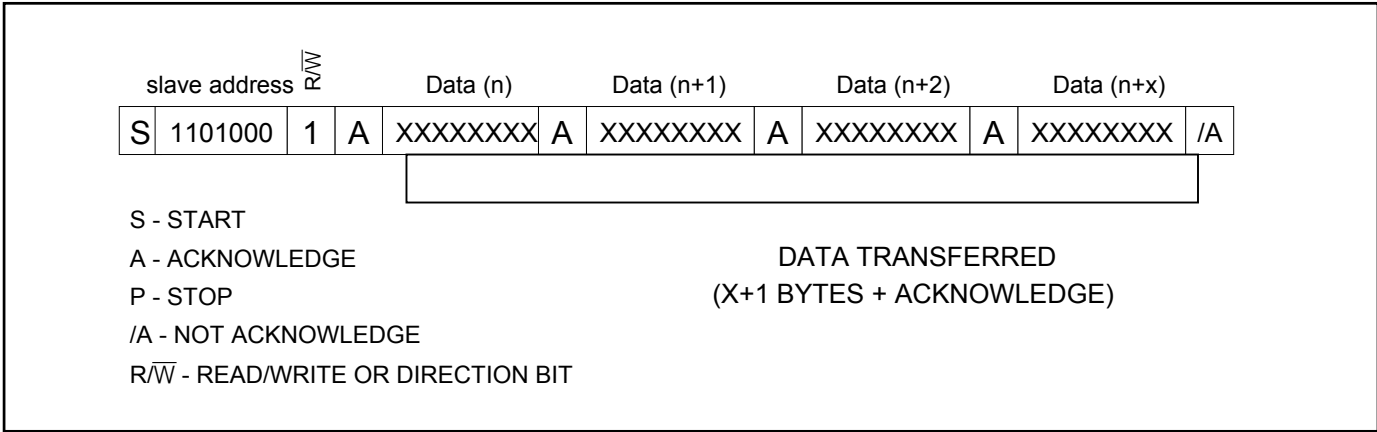 slave address R/W̅ Data (n) Data (n+1) Data (n+2) Data (n+x)
S 1101000 1 A XXXXXXXX A XXXXXXXX A XXXXXXXX A XXXXXXXX /A
S - START
A - ACKNOWLEDGE
P - STOP
/A - NOT ACKNOWLEDGE
R/W̅ - READ/WRITE OR DIRECTION BIT
DATA TRANSFERRED
(X+1 BYTES + ACKNOWLEDGE)